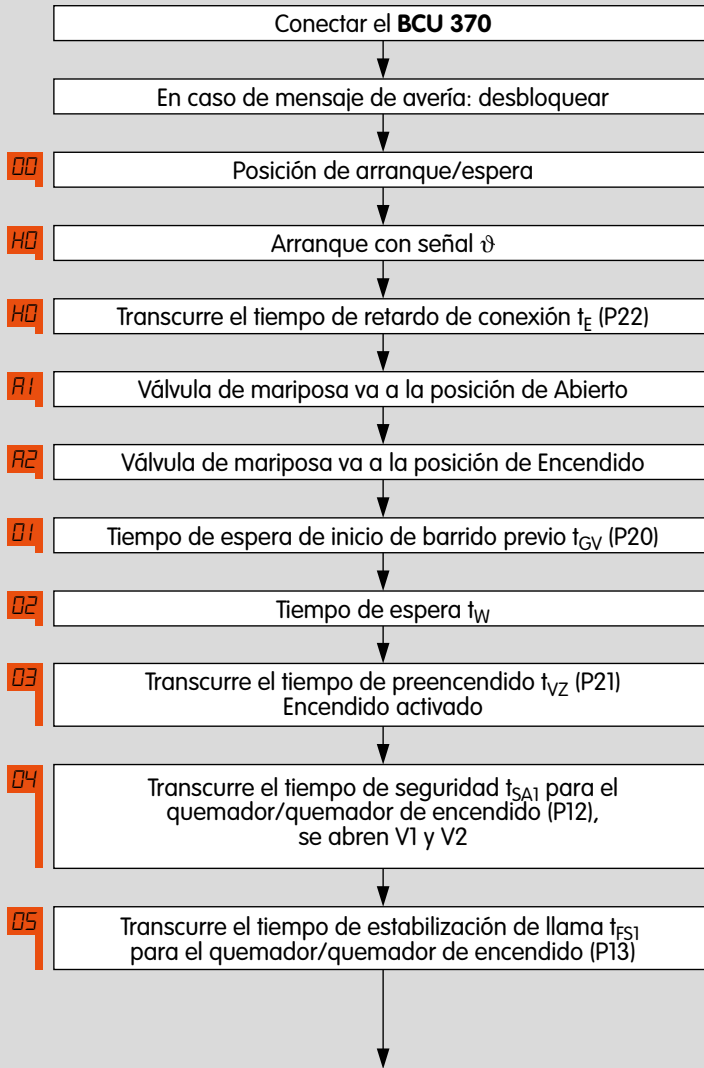 Conectar el BCU 370
En caso de mensaje de avería: desbloquear
00 Posición de arranque/espera
H0 Arranque con señal ϑ
H0 Transcurre el tiempo de retardo de conexión tE (P22)
A1 Válvula de mariposa va a la posición de Abierto
A2 Válvula de mariposa va a la posición de Encendido
01 Tiempo de espera de inicio de barrido previo tGV (P20)
02 Tiempo de espera tW
03 Transcurre el tiempo de preencendido tVZ (P21)
Encendido activado
04 Transcurre el tiempo de seguridad tSA1 para el
quemador/quemador de encendido (P12),
se abren V1 y V2
05 Transcurre el tiempo de estabilización de llama tFS1
para el quemador/quemador de encendido (P13)